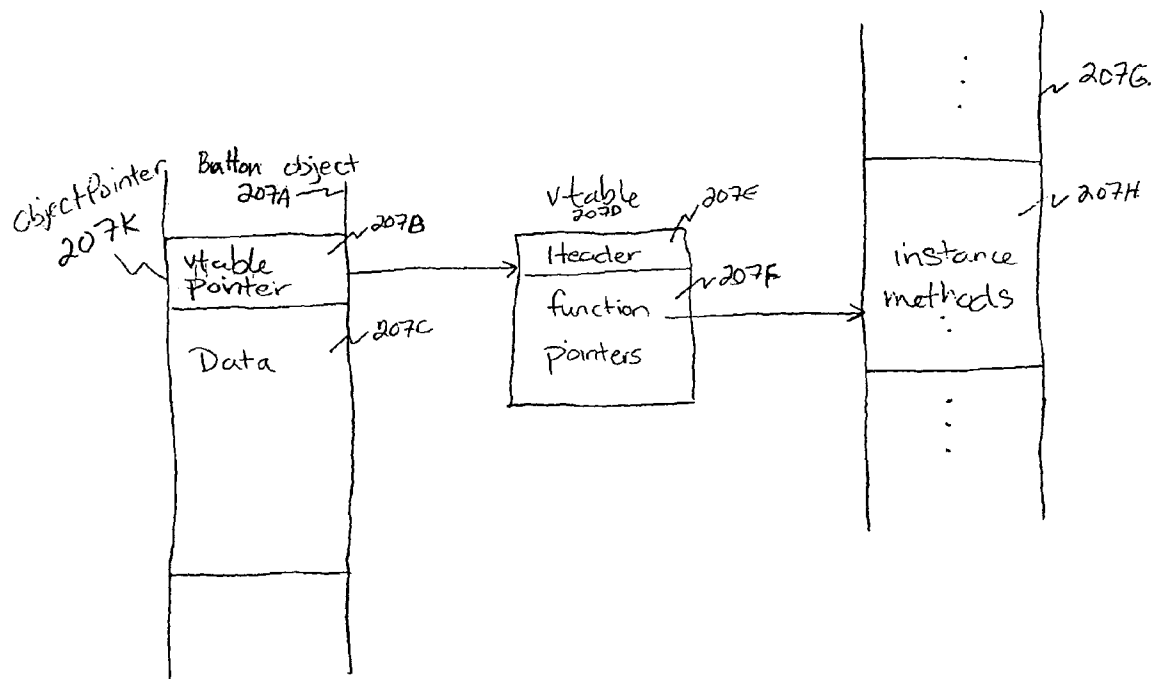 ObjectPointer
207K
Button object
207A
207B
vtable
Pointer
207C
Data
vtable
207D
207E
Header
207F
function
pointers
207G.
207H
instance
methods